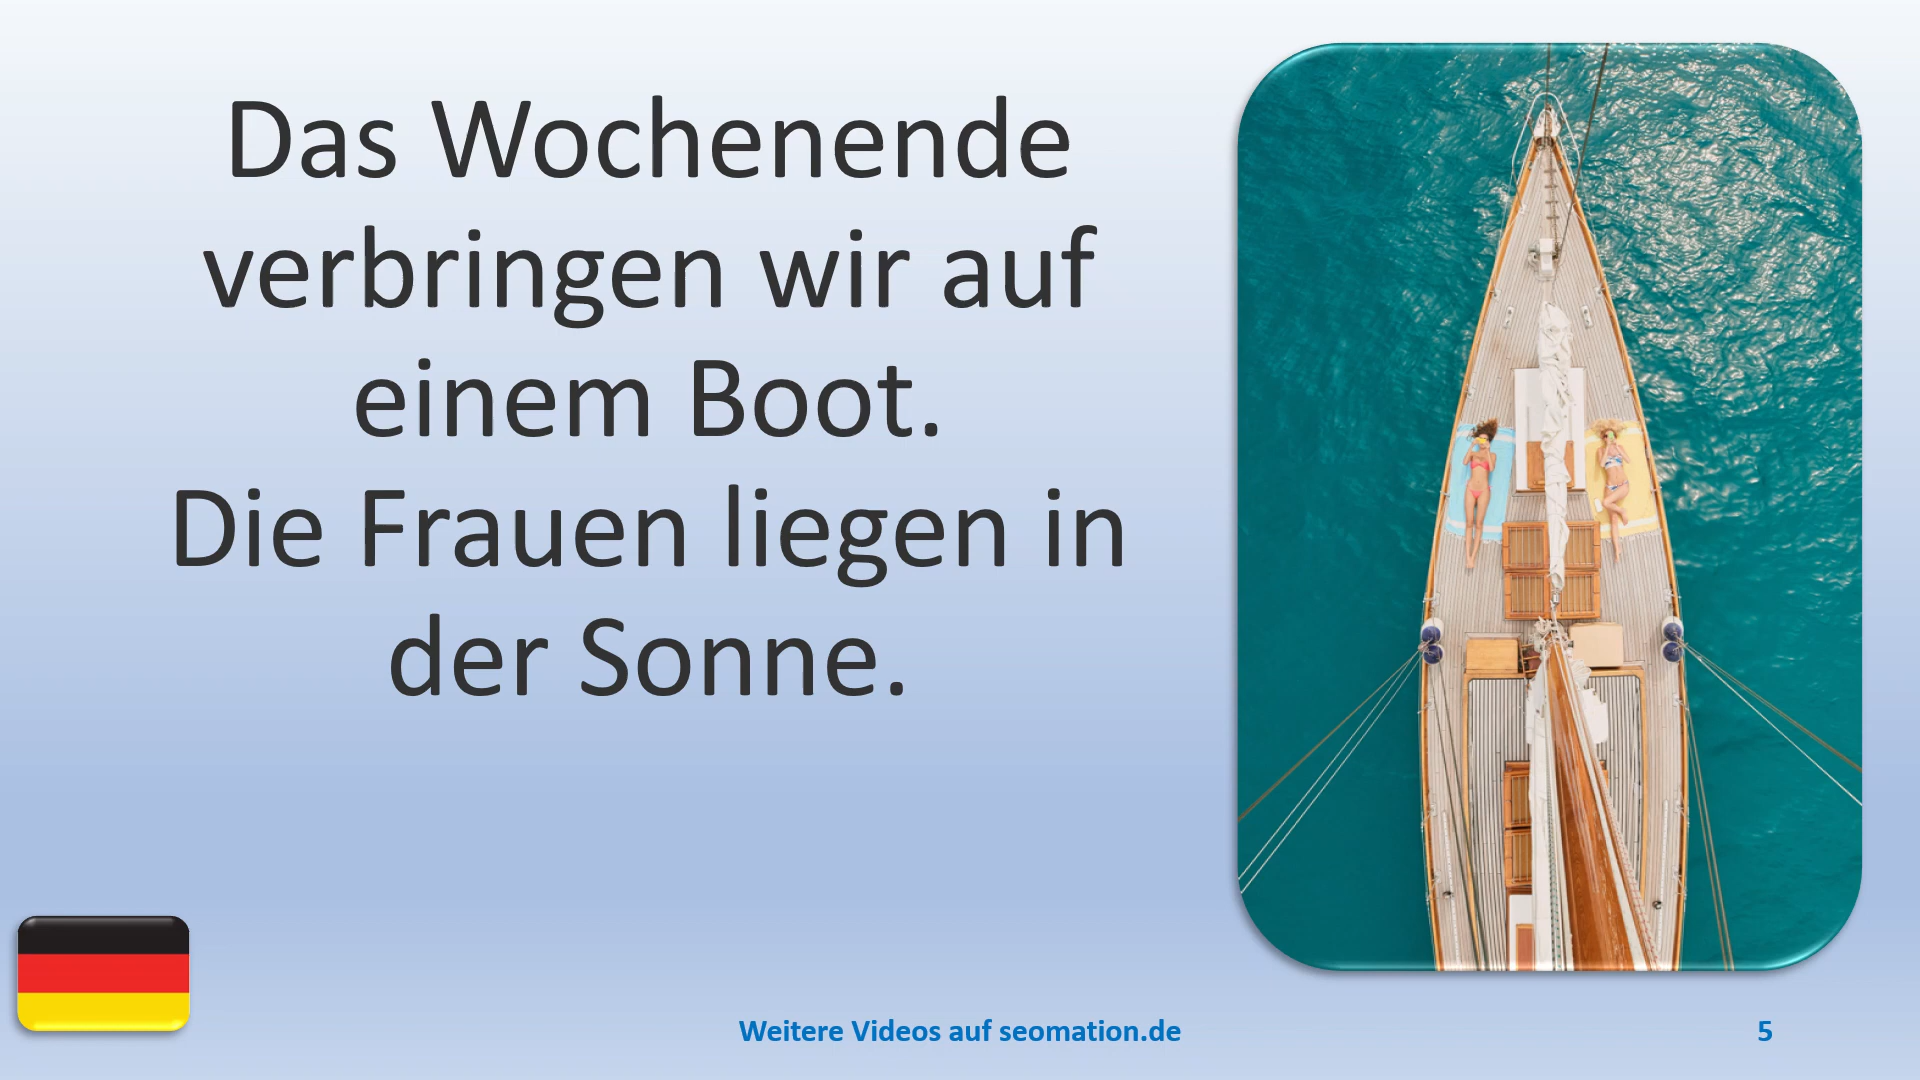 Das Wochenende
verbringen wir auf
einem Boot.
Die Frauen liegen in
der Sonne.
Weitere Videos auf seomation.de
5